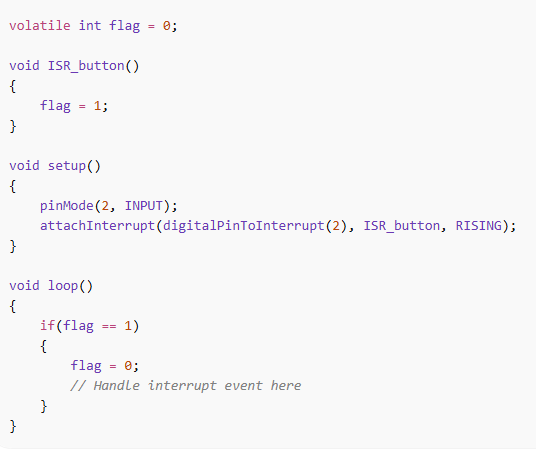 volatile int flag = 0;
void ISR_button()
{
    flag = 1;
}
void setup()
{
    pinMode(2, INPUT);
    attachInterrupt(digitalPinToInterrupt(2), ISR_button, RISING);
}
void loop()
{
    if(flag == 1)
    {
        flag = 0;
        // Handle interrupt event here
    }
}